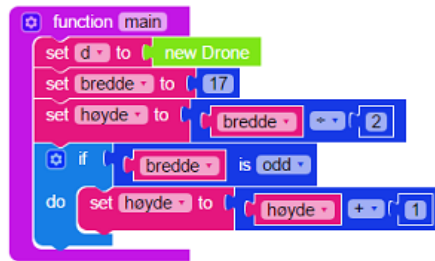 function main
set d to new Drone
set bredde to 17
set høyde to bredde ÷ 2
if bredde is odd
do set høyde to høyde + 1